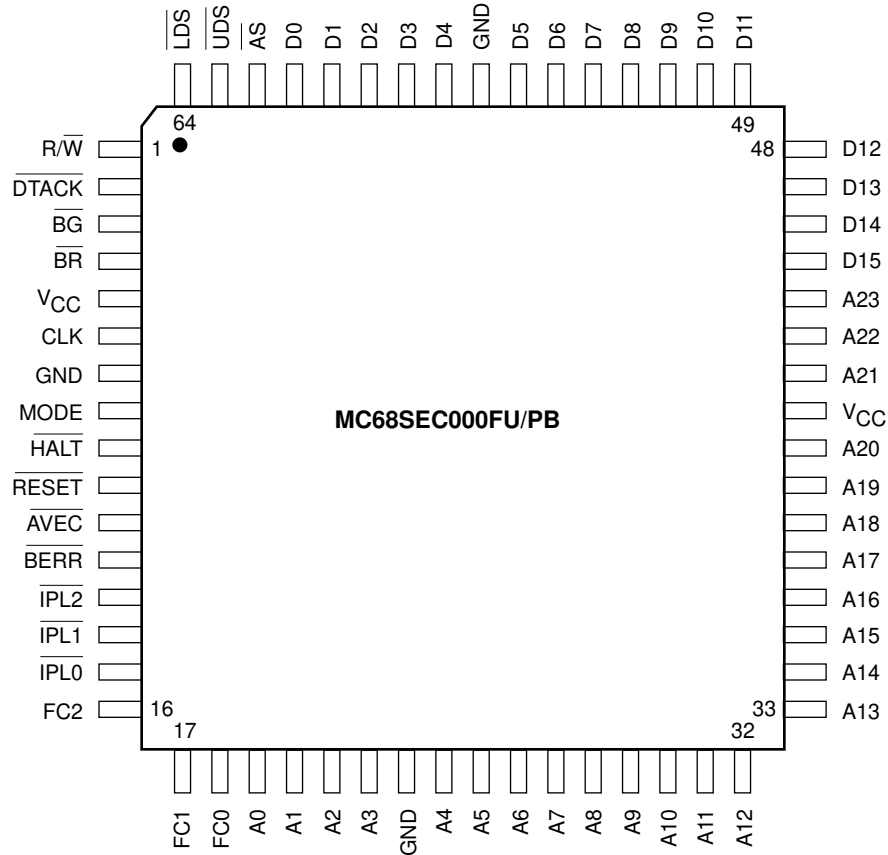 LDS
UDS
AS
D0
D1
D2
D3
D4
GND
D5
D6
D7
D8
D9
D10
D11
64
49
R/W
1
48
D12
DTACK
D13
BG
D14
BR
D15
VCC
A23
CLK
A22
GND
A21
MODE
MC68SEC000FU/PB
VCC
HALT
A20
RESET
A19
AVEC
A18
BERR
A17
IPL2
A16
IPL1
A15
IPL0
A14
FC2
16
33
A13
17
32
FC1
FC0
A0
A1
A2
A3
GND
A4
A5
A6
A7
A8
A9
A10
A11
A12